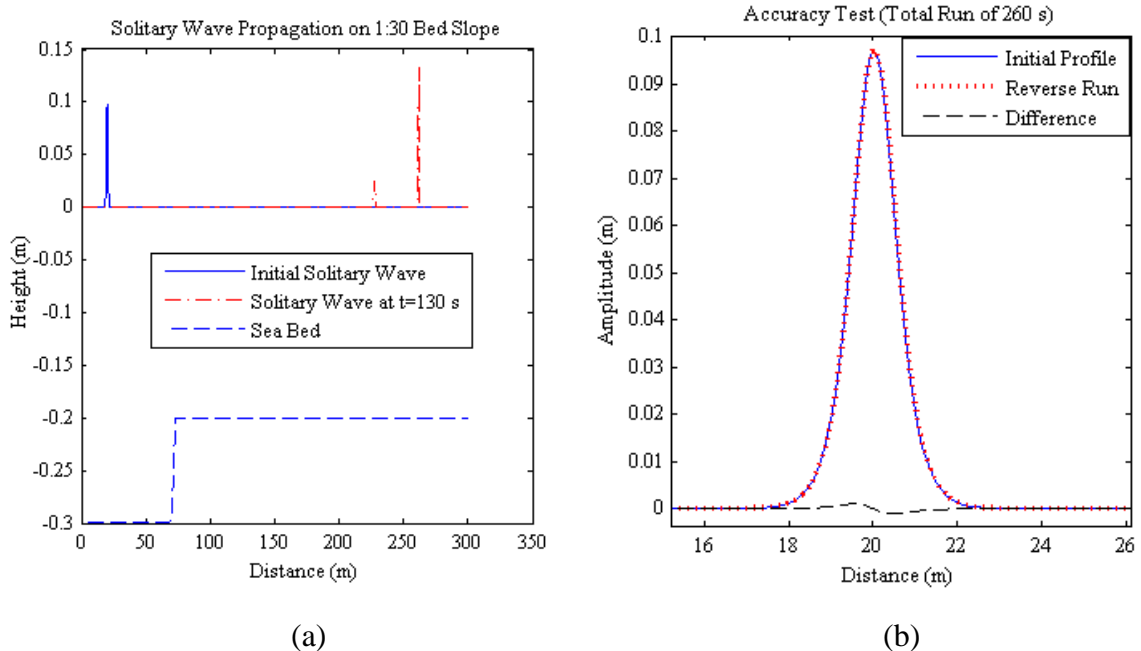 Solitary Wave Propagation on 1:30 Bed Slope
0.15
0.1
0.05
0
-0.05
-0.1
-0.15
-0.2
-0.25
-0.3
Height (m)
Initial Solitary Wave
Solitary Wave at t=130 s
Sea Bed
0 50 100 150 200 250 300 350
Distance (m)
(a)
Accuracy Test (Total Run of 260 s)
0.1
0.09
0.08
0.07
0.06
0.05
0.04
0.03
0.02
0.01
0
Amplitude (m)
Initial Profile
Reverse Run
Difference
16 18 20 22 24 26
Distance (m)
(b)